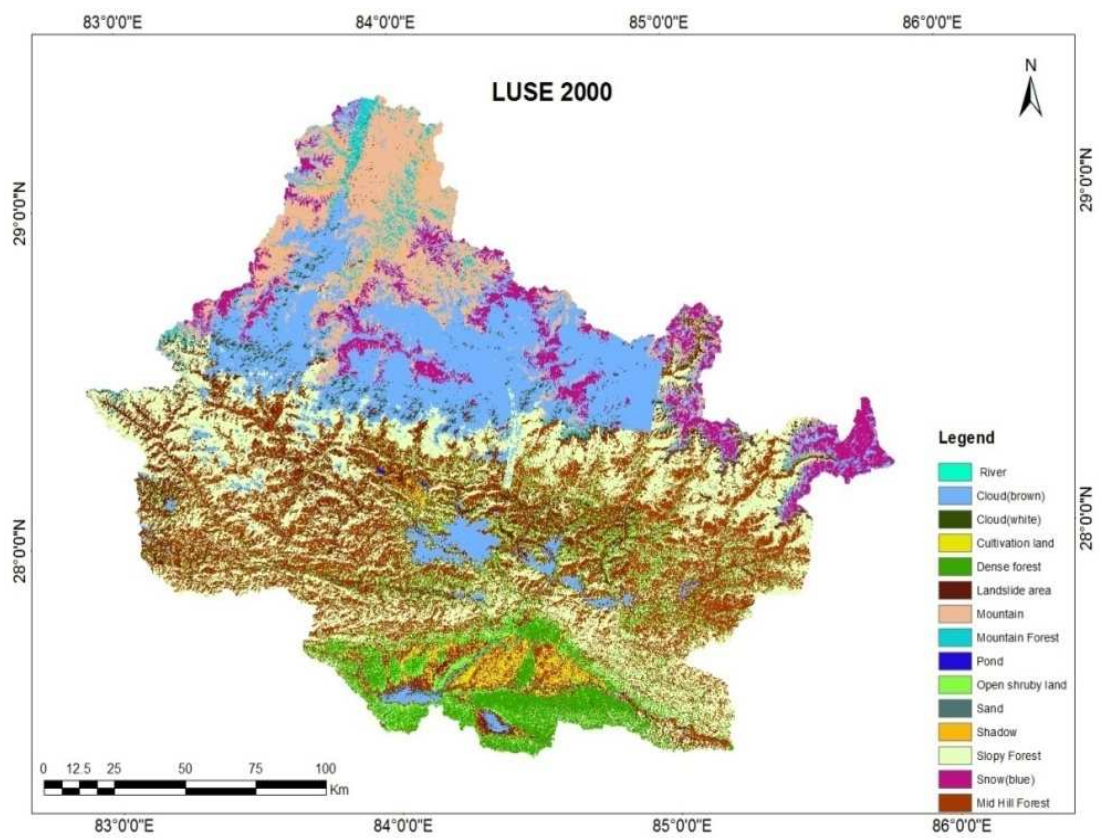 83°0'0"E 84°0'0"E 85°0'0"E 86°0'0"E
LUSE 2000
N
29°0'0"N 29°0'0"N
28°0'0"N 28°0'0"N
Legend
River
Cloud(brown)
Cloud(white)
Cultivation land
Dense forest
Landslide area
Mountain
Mountain Forest
Pond
Open shruby land
Sand
Shadow
Slopy Forest
Snow(blue)
Mid Hill Forest
0 12.5 25 50 75 100
Km
83°0'0"E 84°0'0"E 85°0'0"E 86°0'0"E